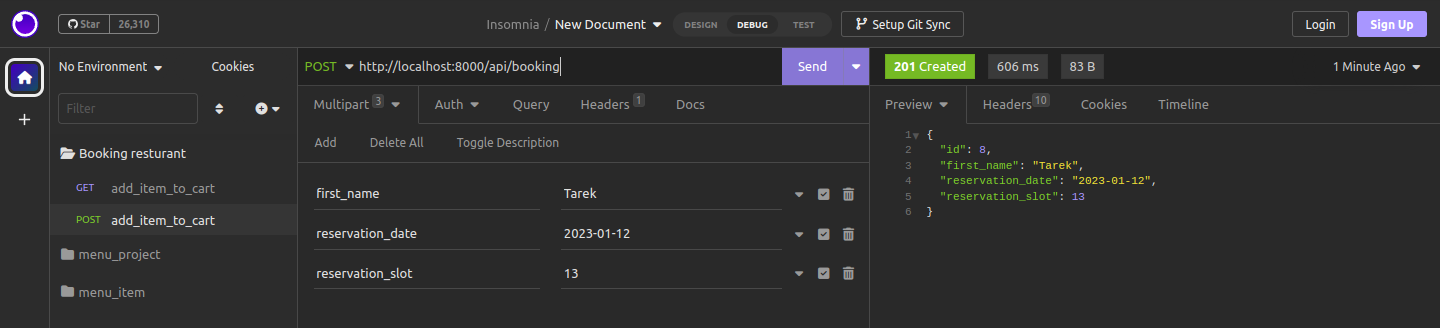 Star 26,310 Insomnia / New Document DESIGN DEBUG TEST Setup Git Sync Login Sign Up
No Environment Cookies
Filter
Booking resturant
GET add_item_to_cart
POST add_item_to_cart
menu_project
menu_item
POST http://localhost:8000/api/booking Send
Multipart 3 Auth Query Headers 1 Docs
Add Delete All Toggle Description
first_name Tarek
reservation_date 2023-01-12
reservation_slot 13
201 Created 606 ms 83 B 1 Minute Ago
Preview Headers 10 Cookies Timeline
1 {
2 "id": 8,
3 "first_name": "Tarek",
4 "reservation_date": "2023-01-12",
5 "reservation_slot": 13
6 }